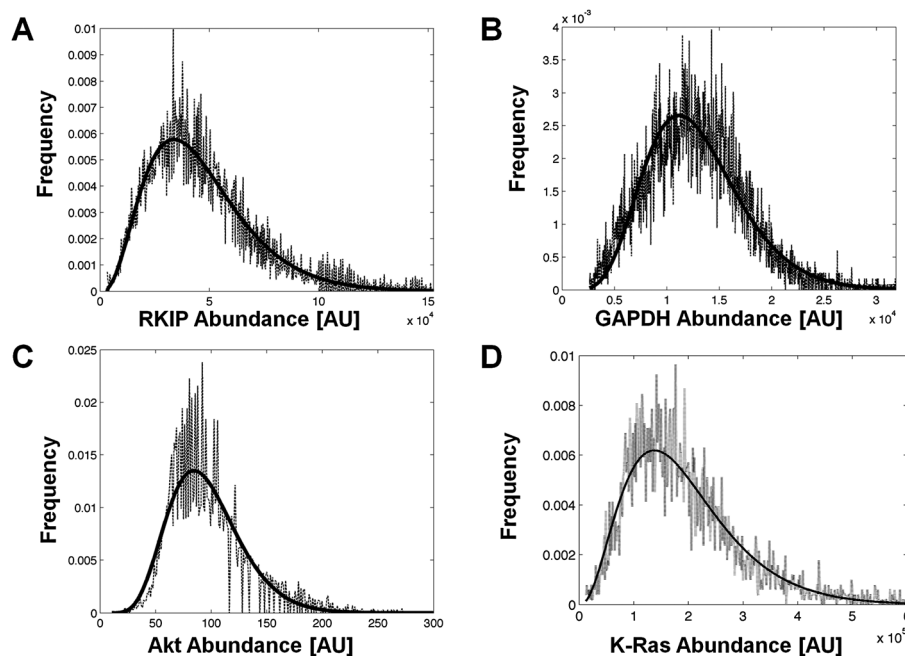 A
Frequency
0.01
0.009
0.008
0.007
0.006
0.005
0.004
0.003
0.002
0.001
0
0 5 10 15
x 10⁴
RKIP Abundance [AU]
B
Frequency
x 10⁻³
4
3.5
3
2.5
2
1.5
1
0.5
0
0 0.5 1 1.5 2 2.5 3
x 10⁴
GAPDH Abundance [AU]
C
Frequency
0.025
0.02
0.015
0.01
0.005
0
0 50 100 150 200 250 300
Akt Abundance [AU]
D
Frequency
0.01
0.008
0.006
0.004
0.002
0
0 1 2 3 4 5
x 10⁵
K-Ras Abundance [AU]